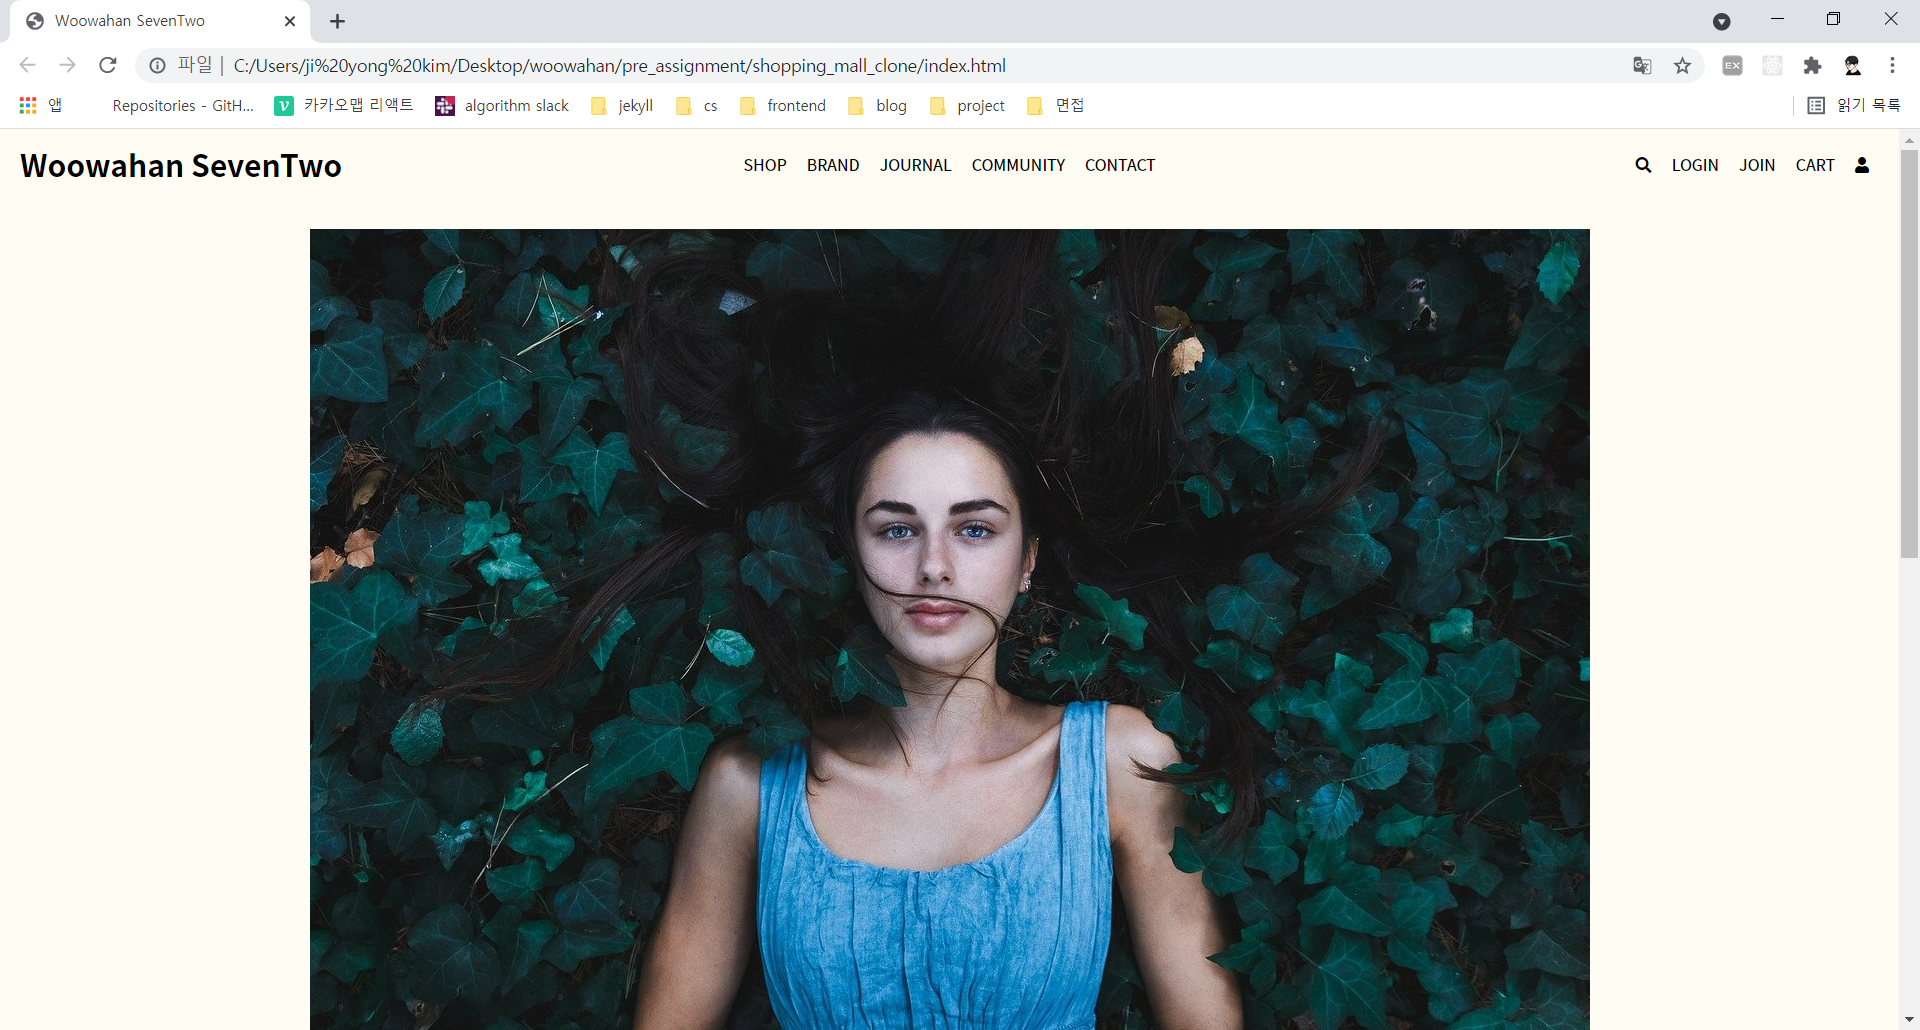 Woowahan SevenTwo
파일 | C:/Users/ji%20yong%20kim/Desktop/woowahan/pre_assignment/shopping_mall_clone/index.html EX
앱 Repositories - GitH... v 카카오맵 리액트 algorithm slack jekyll cs frontend blog project 면접 읽기 목록
Woowahan SevenTwo SHOP BRAND JOURNAL COMMUNITY CONTACT LOGIN JOIN CART